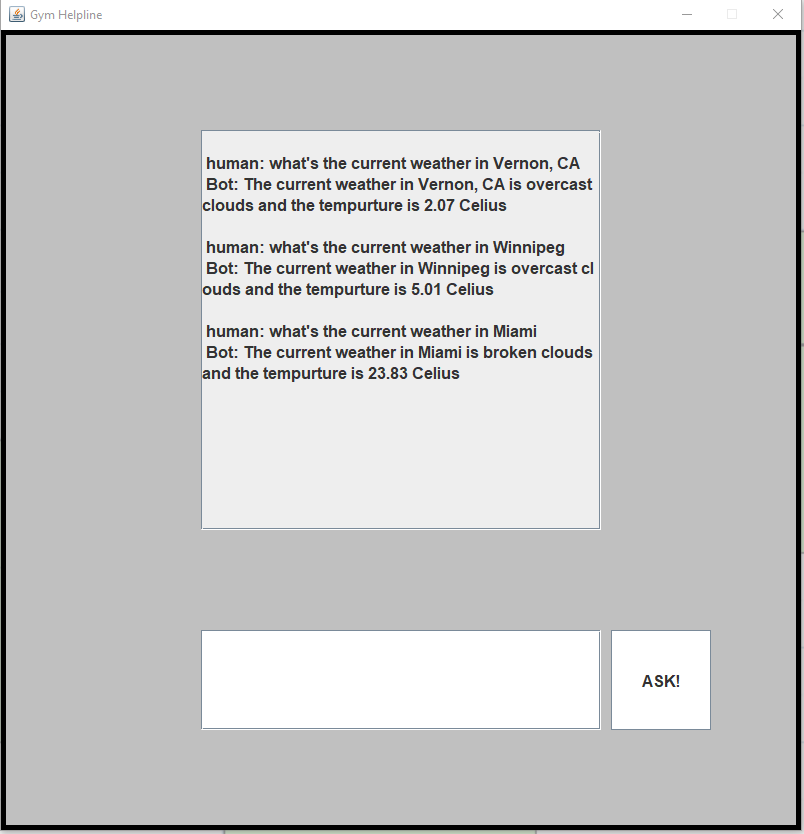 Gym Helpline
human: what's the current weather in Vernon, CA
Bot: The current weather in Vernon, CA is overcast
clouds and the tempurture is 2.07 Celius
human: what's the current weather in Winnipeg
Bot: The current weather in Winnipeg is overcast cl
ouds and the tempurture is 5.01 Celius
human: what's the current weather in Miami
Bot: The current weather in Miami is broken clouds
and the tempurture is 23.83 Celius
ASK!